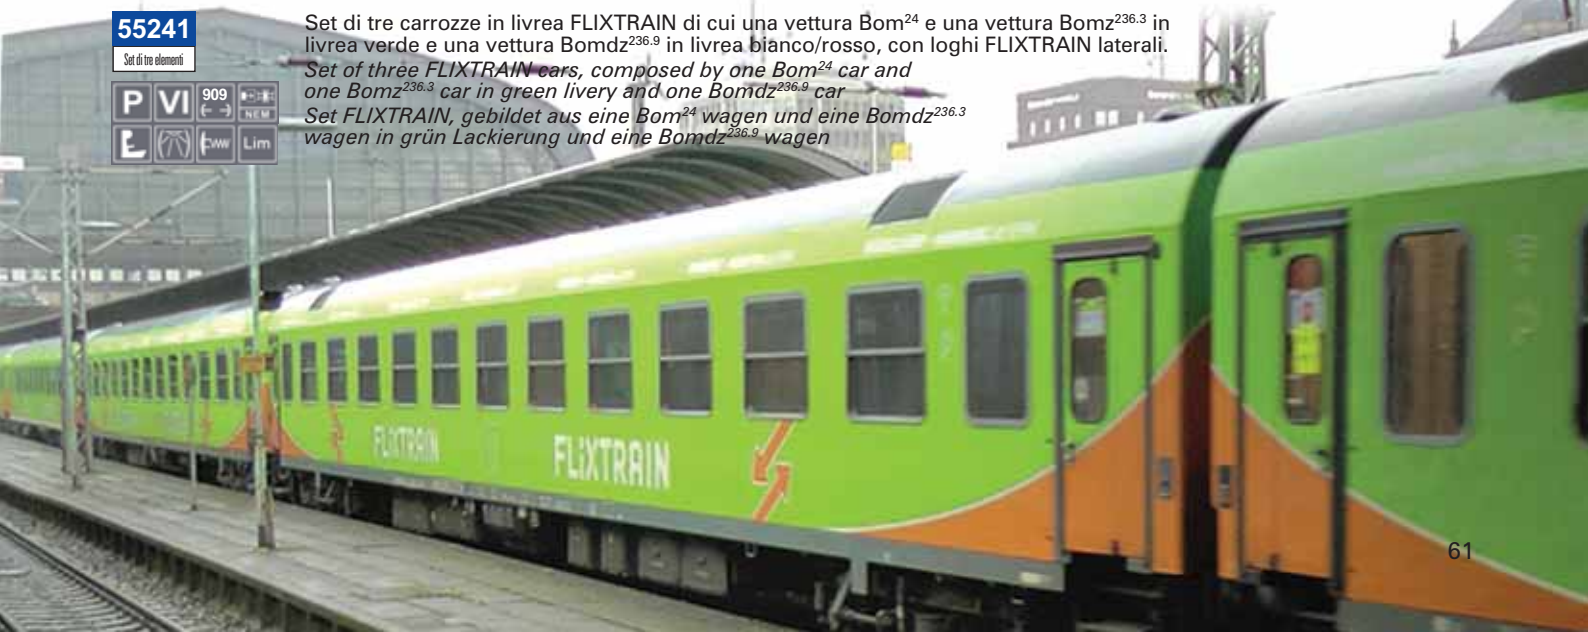 55241
Set di tre elementi
P VI 909 NEM
CWW Lim
Set di tre carrozze in livrea FLIXTRAIN di cui una vettura Bom24 e una vettura Bomz236.3 in
livrea verde e una vettura Bomdz236.9 in livrea bianco/rosso, con loghi FLIXTRAIN laterali.
Set of three FLIXTRAIN cars, composed by one Bom24 car and
one Bomz236.3 car in green livery and one Bomdz236.9 car
Set FLIXTRAIN, gebildet aus eine Bom24 wagen und eine Bomdz236.3
wagen in grün Lackierung und eine Bomdz236.9 wagen
FLiXTRAIN
FLiXTRAIN
61